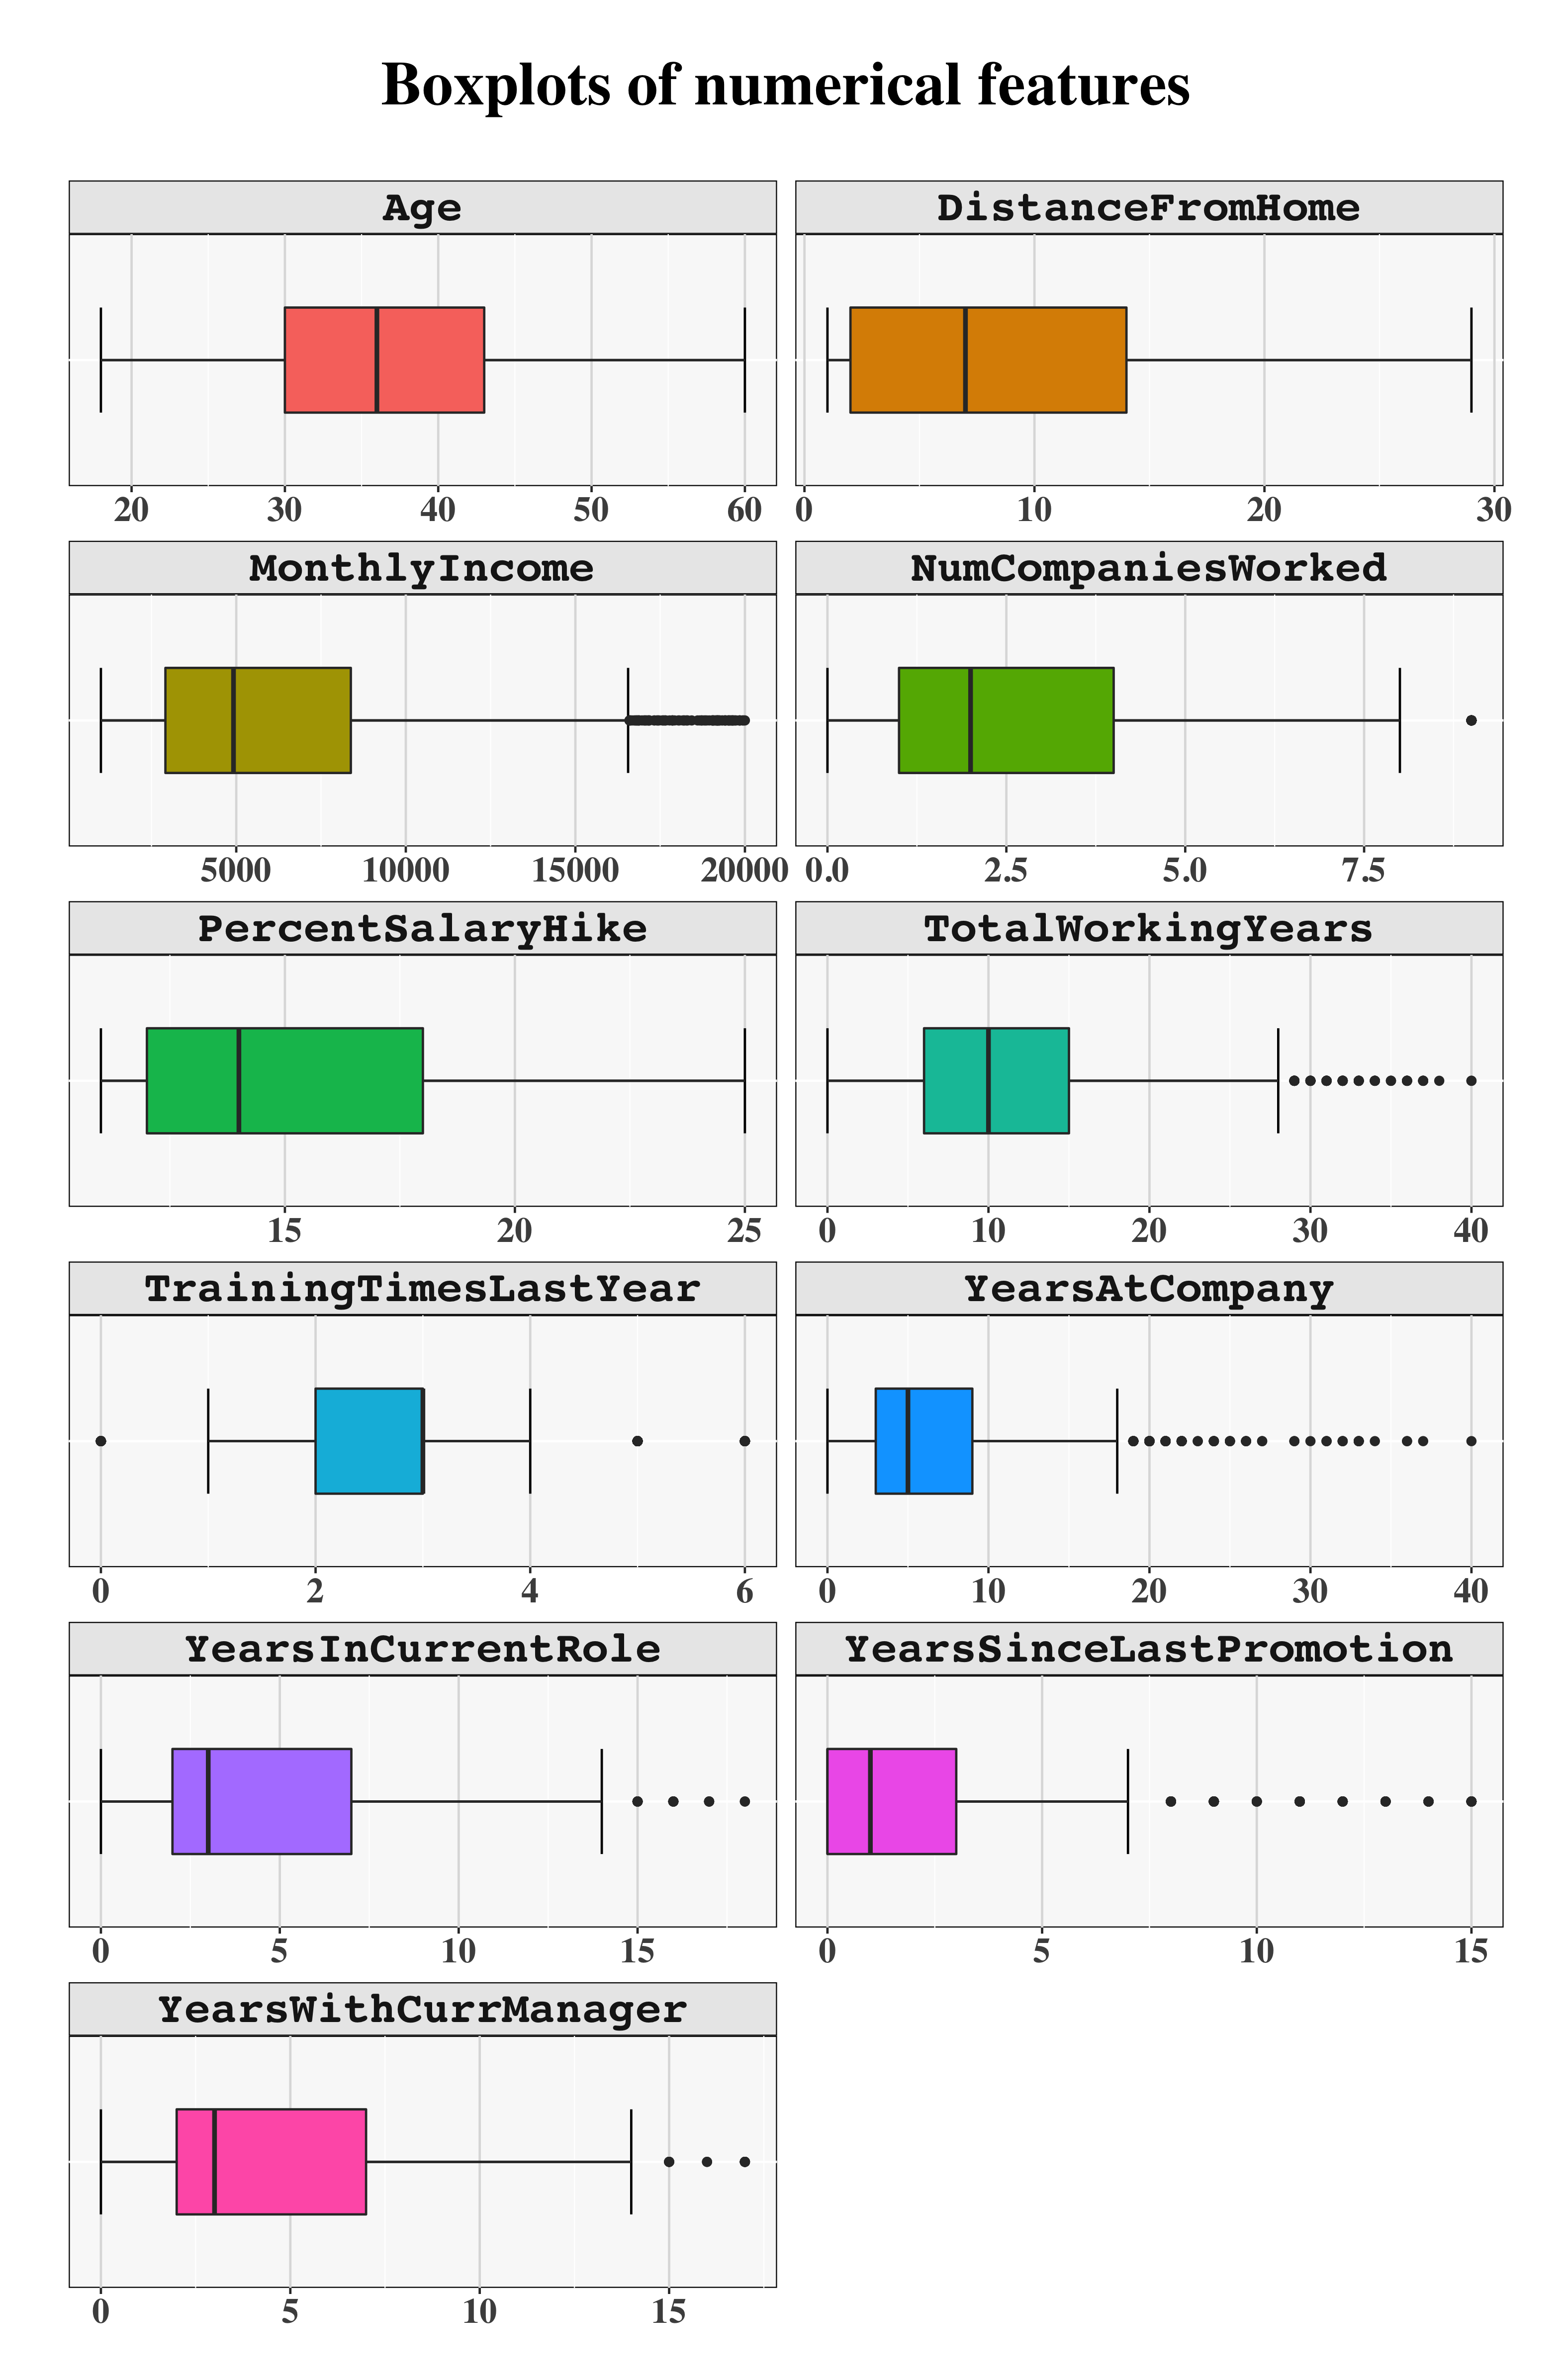 Boxplots of numerical features
Age
DistanceFromHome
20 30 40 50 60
0 10 20 30
MonthlyIncome
NumCompaniesWorked
5000 10000 15000 20000
0.0 2.5 5.0 7.5
PercentSalaryHike
TotalWorkingYears
15 20 25
0 10 20 30 40
TrainingTimesLastYear
YearsAtCompany
0 2 4 6
0 10 20 30 40
YearsInCurrentRole
YearsSinceLastPromotion
0 5 10 15
0 5 10 15
YearsWithCurrManager
0 5 10 15